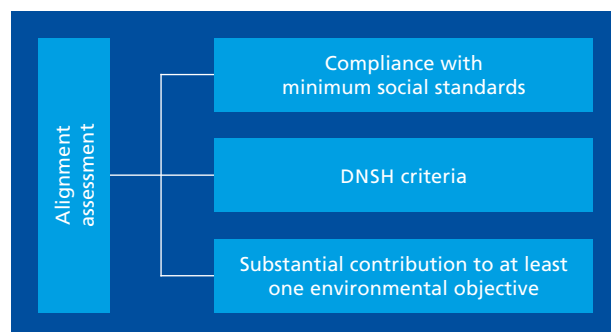 Alignment
assessment
Compliance with
minimum social standards
DNSH criteria
Substantial contribution to at least
one environmental objective